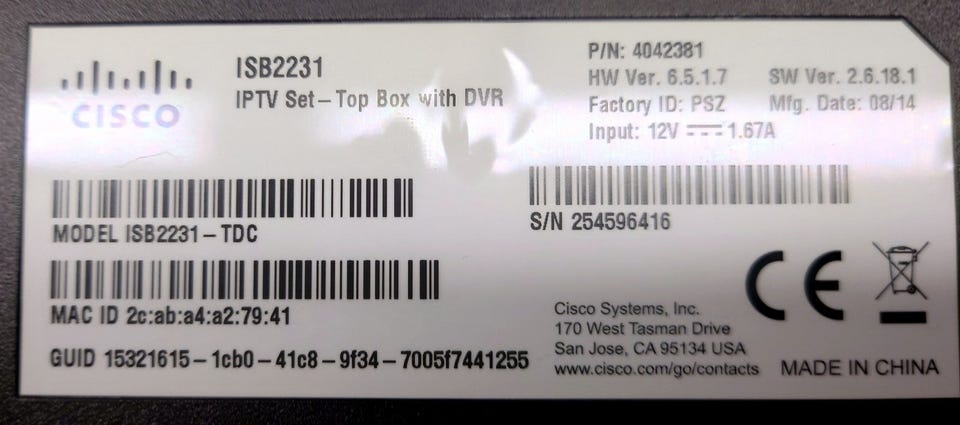 CISCO
ISB2231
IPTV Set-Top Box with DVR
P/N: 4042381
HW Ver. 6.5.1.7 SW Ver. 2.6.18.1
Factory ID: PSZ Mfg. Date: 08/14
Input: 12V ⎓ 1.67A
MODEL ISB2231-TDC
S/N 254596416
MAC ID 2c:ab:a4:a2:79:41
GUID 15321615-1cb0-41c8-9f34-7005f7441255
Cisco Systems, Inc.
170 West Tasman Drive
San Jose, CA 95134 USA
www.cisco.com/go/contacts
CE
MADE IN CHINA